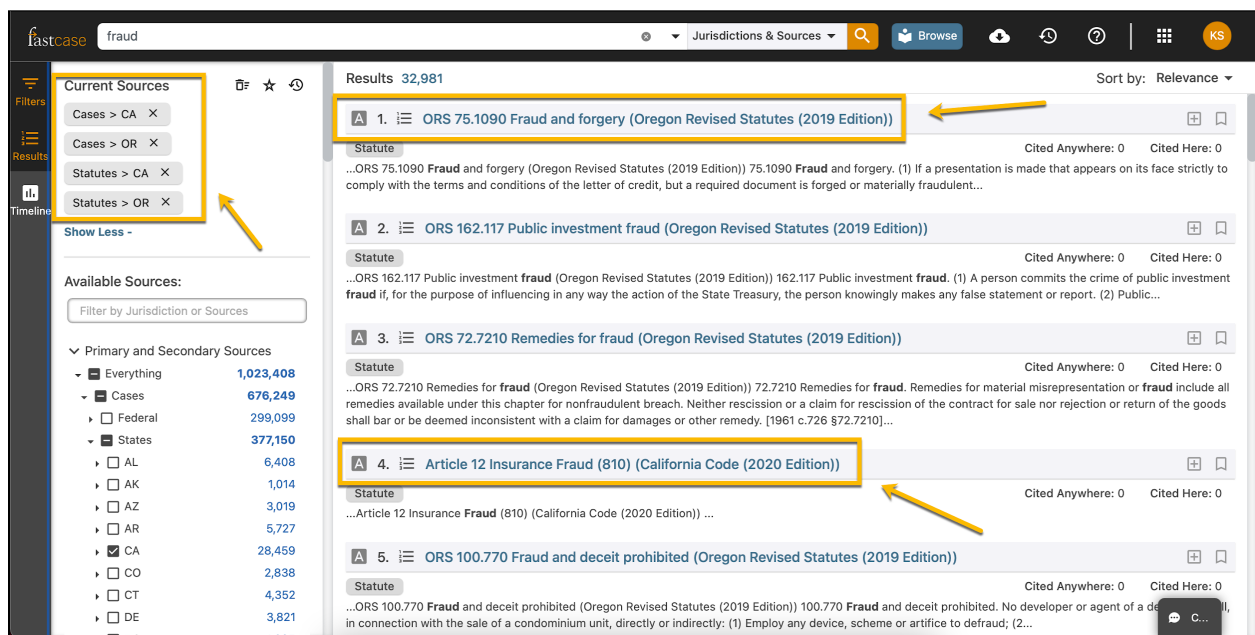 fastcase
fraud
Jurisdictions & Sources
Browse
KS
Filters
Results
Timeline
Current Sources
Cases > CA ×
Cases > OR ×
Statutes > CA ×
Statutes > OR ×
Show Less -
Available Sources:
Filter by Jurisdiction or Sources
Primary and Secondary Sources
Everything 1,023,408
Cases 676,249
Federal 299,099
States 377,150
AL 6,408
AK 1,014
AZ 3,019
AR 5,727
CA 28,459
CO 2,838
CT 4,352
DE 3,821
Results 32,981
Sort by: Relevance
A 1. ORS 75.1090 Fraud and forgery (Oregon Revised Statutes (2019 Edition))
Statute Cited Anywhere: 0 Cited Here: 0
...ORS 75.1090 Fraud and forgery (Oregon Revised Statutes (2019 Edition)) 75.1090 Fraud and forgery. (1) If a presentation is made that appears on its face strictly to
comply with the terms and conditions of the letter of credit, but a required document is forged or materially fraudulent...
A 2. ORS 162.117 Public investment fraud (Oregon Revised Statutes (2019 Edition))
Statute Cited Anywhere: 0 Cited Here: 0
...ORS 162.117 Public investment fraud (Oregon Revised Statutes (2019 Edition)) 162.117 Public investment fraud. (1) A person commits the crime of public investment
fraud if, for the purpose of influencing in any way the action of the State Treasury, the person knowingly makes any false statement or report. (2) Public...
A 3. ORS 72.7210 Remedies for fraud (Oregon Revised Statutes (2019 Edition))
Statute Cited Anywhere: 0 Cited Here: 0
...ORS 72.7210 Remedies for fraud (Oregon Revised Statutes (2019 Edition)) 72.7210 Remedies for fraud. Remedies for material misrepresentation or fraud include all
remedies available under this chapter for nonfraudulent breach. Neither rescission or a claim for rescission of the contract for sale nor rejection or return of the goods
shall bar or be deemed inconsistent with a claim for damages or other remedy. [1961 c.726 §72.7210]...
A 4. Article 12 Insurance Fraud (810) (California Code (2020 Edition))
Statute Cited Anywhere: 0 Cited Here: 0
...Article 12 Insurance Fraud (810) (California Code (2020 Edition)) ...
A 5. ORS 100.770 Fraud and deceit prohibited (Oregon Revised Statutes (2019 Edition))
Statute Cited Anywhere: 0 Cited Here: 0
...ORS 100.770 Fraud and deceit prohibited (Oregon Revised Statutes (2019 Edition)) 100.770 Fraud and deceit prohibited. No developer or agent of a
in connection with the sale of a condominium unit, directly or indirectly: (1) Employ any device, scheme or artifice to defraud; (2...
C...